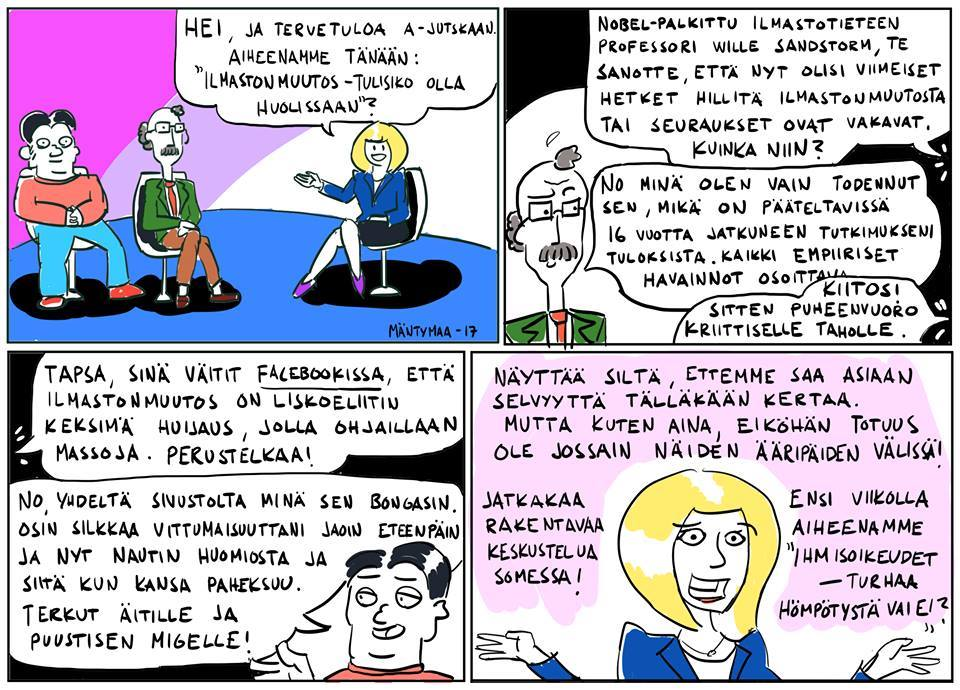 HEI, JA TERVETULOA A-JUTSKAAN.
AIHEENAMME TÄNÄÄN:
"ILMASTONMUUTOS - TULISIKO OLLA
HUOLISSAAN"?
MÄNTYMAA -17
NOBEL-PALKITTU ILMASTOTIETEEN
PROFESSORI WILLE SANDSTORM, TE
SANOTTE, ETTÄ NYT OLISI VIIMEISET
HETKET HILLITÄ ILMASTONMUUTOSTA
TAI SEURAUKSET OVAT VAKAVAT.
KUINKA NIIN?
NO MINÄ OLEN VAIN TODENNUT
SEN, MIKÄ ON PÄÄTELTÄVISSÄ
16 VUOTTA JATKUNEEN TUTKIMUKSENI
TULOKSISTA. KAIKKI EMPIIRISET
HAVAINNOT OSOITTAVA
KIITOS!
SITTEN PUHEENVUORO
KRIITTISELLE TAHOLLE.
TAPSA, SINÄ VÄITIT FACEBOOKISSA, ETTÄ
ILMASTONMUUTOS ON LISKOELIITIN
KEKSIMÄ HUIJAUS, JOLLA OHJAILLAAN
MASSOJA. PERUSTELKAA!
NO, YHDELTÄ SIVUSTOLTA MINÄ SEN BONGASIN.
OSIN SILKKAA VITTUMAISUUTTANI JAOIN ETEENPÄIN
JA NYT NAUTIN HUOMIOSTA JA
SIITÄ KUN KANSA PAHEKSUU.
TERKUT ÄITILLE JA
PUUSTISEN MIGELLE!
NÄYTTÄÄ SILTÄ, ETTEMME SAA ASIAAN
SELVYYTTÄ TÄLLÄKÄÄN KERTAA.
MUTTA KUTEN AINA, EIKÖHÄN TOTUUS
OLE JOSSAIN NÄIDEN ÄÄRIPÄIDEN VÄLISSÄ!
JATKAKAA
RAKENTAVAA
KESKUSTELUA
SOMESSA!
ENSI VIIKOLLA
AIHEENAMME
"IHMISOIKEUDET
- TURHAA
HÖMPÖTYSTÄ VAI EI?"